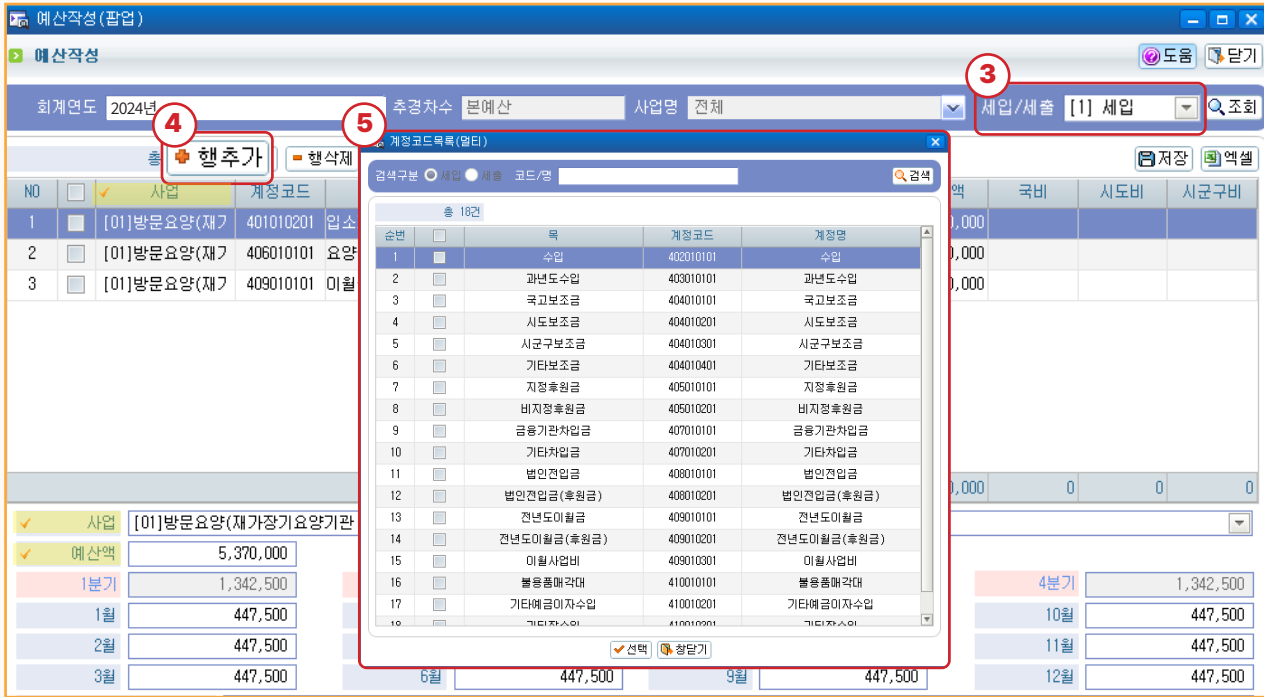 예산작성(팝업)
예산작성
도움 닫기
3
회계연도 2024년 추경차수 본예산 사업명 전체 세입/세출 [1] 세입 조회
4
5
총 행추가 행삭제 저장 엑셀
계정코드목록(멀티)
검색구분 세입 세출 코드/명 검색
총 18건
NO 사업 계정코드 액 국비 시도비 시군구비
1 [01]방문요양(재가 401010201 입소 0,000
2 [01]방문요양(재가 406010101 요양 0,000
3 [01]방문요양(재가 409010101 이월 0,000
순번 목 계정코드 계정명
1 수입 402010101 수입
2 과년도수입 403010101 과년도수입
3 국고보조금 404010101 국고보조금
4 시도보조금 404010201 시도보조금
5 시군구보조금 404010301 시군구보조금
6 기타보조금 404010401 기타보조금
7 지정후원금 405010101 지정후원금
8 비지정후원금 405010201 비지정후원금
9 금융기관차입금 407010101 금융기관차입금
10 기타차입금 407010201 기타차입금
11 법인전입금 408010101 법인전입금
12 법인전입금(후원금) 408010201 법인전입금(후원금)
13 전년도이월금 409010101 전년도이월금
14 전년도이월금(후원금) 409010201 전년도이월금(후원금)
15 이월사업비 409010301 이월사업비
16 불용품매각대 410010101 불용품매각대
17 기타예금이자수입 410010201 기타예금이자수입
선택 창닫기
0,000 0 0 0
사업 [01]방문요양(재가장기요양기관
예산액 5,370,000
1분기 1,342,500 4분기 1,342,500
1월 447,500 10월 447,500
2월 447,500 11월 447,500
3월 447,500 6월 447,500 9월 447,500 12월 447,500